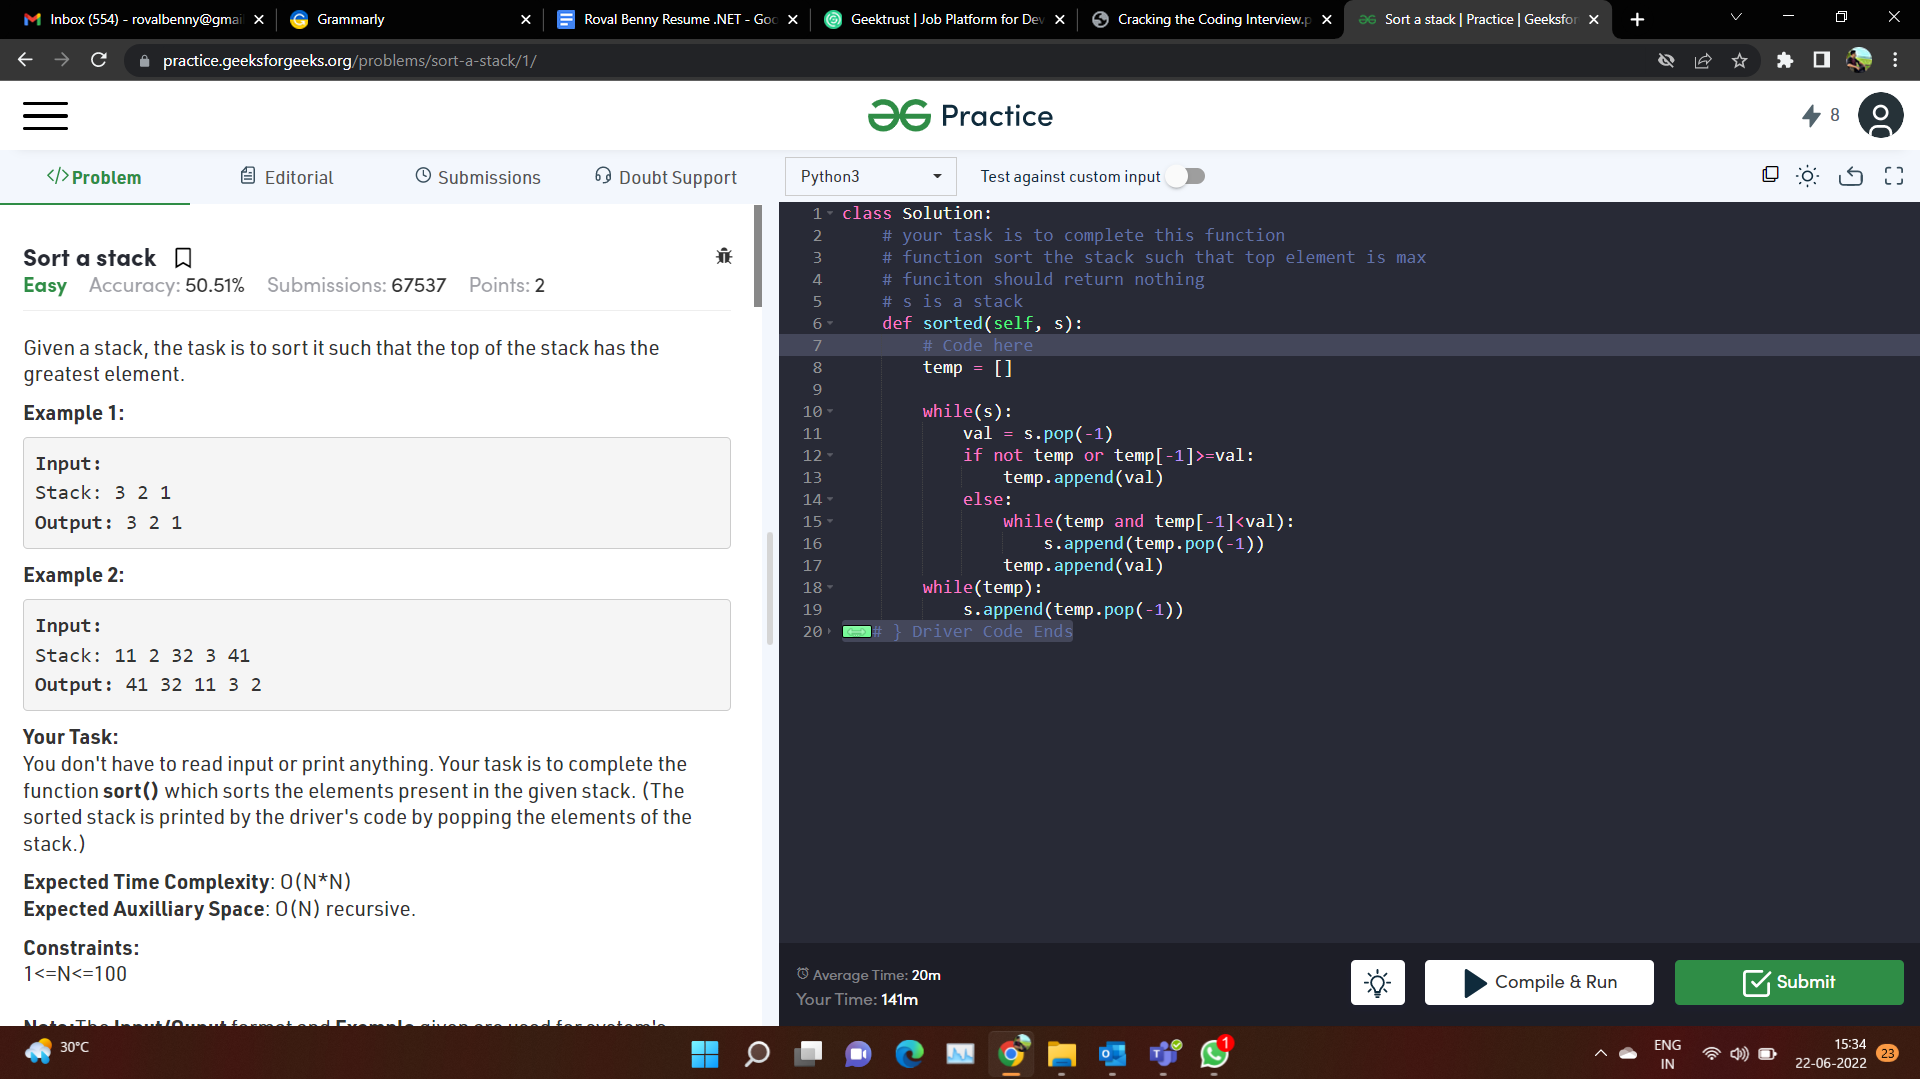 Inbox (554) - rovalbenny@gmai
Grammarly
Roval Benny Resume .NET - Goo
Geektrust | Job Platform for Dev
Cracking the Coding Interview.p
Sort a stack | Practice | Geeksfor
practice.geeksforgeeks.org/problems/sort-a-stack/1/
Practice
8
</> Problem
Editorial
Submissions
Doubt Support
Python3
Test against custom input
Sort a stack
Easy Accuracy: 50.51% Submissions: 67537 Points: 2
Given a stack, the task is to sort it such that the top of the stack has the
greatest element.
Example 1:
Input:
Stack: 3 2 1
Output: 3 2 1
Example 2:
Input:
Stack: 11 2 32 3 41
Output: 41 32 11 3 2
Your Task:
You don't have to read input or print anything. Your task is to complete the
function sort() which sorts the elements present in the given stack. (The
sorted stack is printed by the driver's code by popping the elements of the
stack.)
Expected Time Complexity: O(N*N)
Expected Auxilliary Space: O(N) recursive.
Constraints:
1<=N<=100
Note:The Input/Ouput format and Example given are used for system's
1 class Solution:
2 # your task is to complete this function
3 # function sort the stack such that top element is max
4 # funciton should return nothing
5 # s is a stack
6 def sorted(self, s):
7 # Code here
8 temp = []
9
10 while(s):
11 val = s.pop(-1)
12 if not temp or temp[-1]>=val:
13 temp.append(val)
14 else:
15 while(temp and temp[-1]<val):
16 s.append(temp.pop(-1))
17 temp.append(val)
18 while(temp):
19 s.append(temp.pop(-1))
20 # } Driver Code Ends
Average Time: 20m
Your Time: 141m
Compile & Run
Submit
30°C
1
ENG
IN
15:34
22-06-2022
23